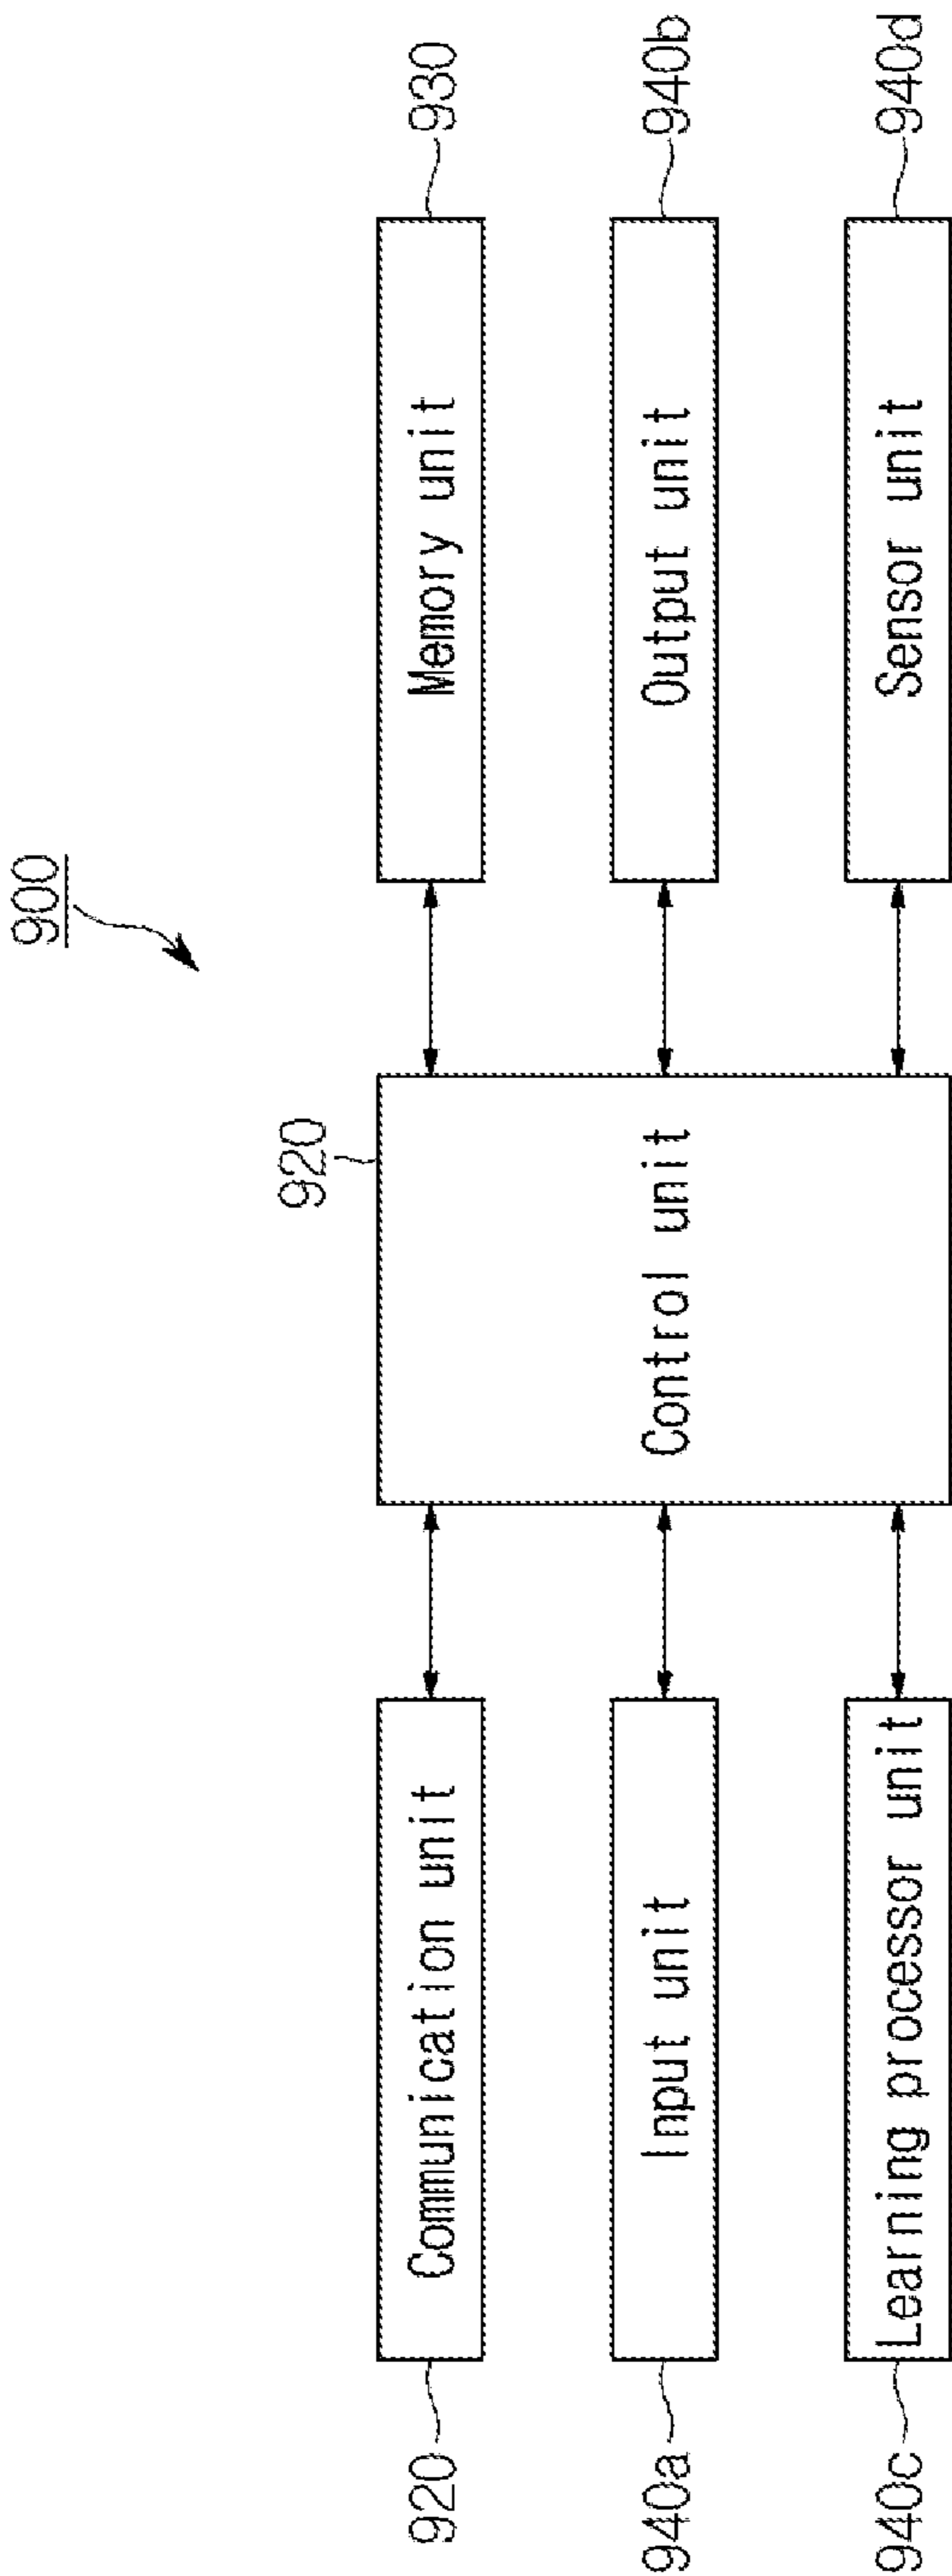 900
920
920
Communication unit
Control unit
Memory unit
930
940a
Input unit
Output unit
940b
940c
Learning processor unit
Sensor unit
940d